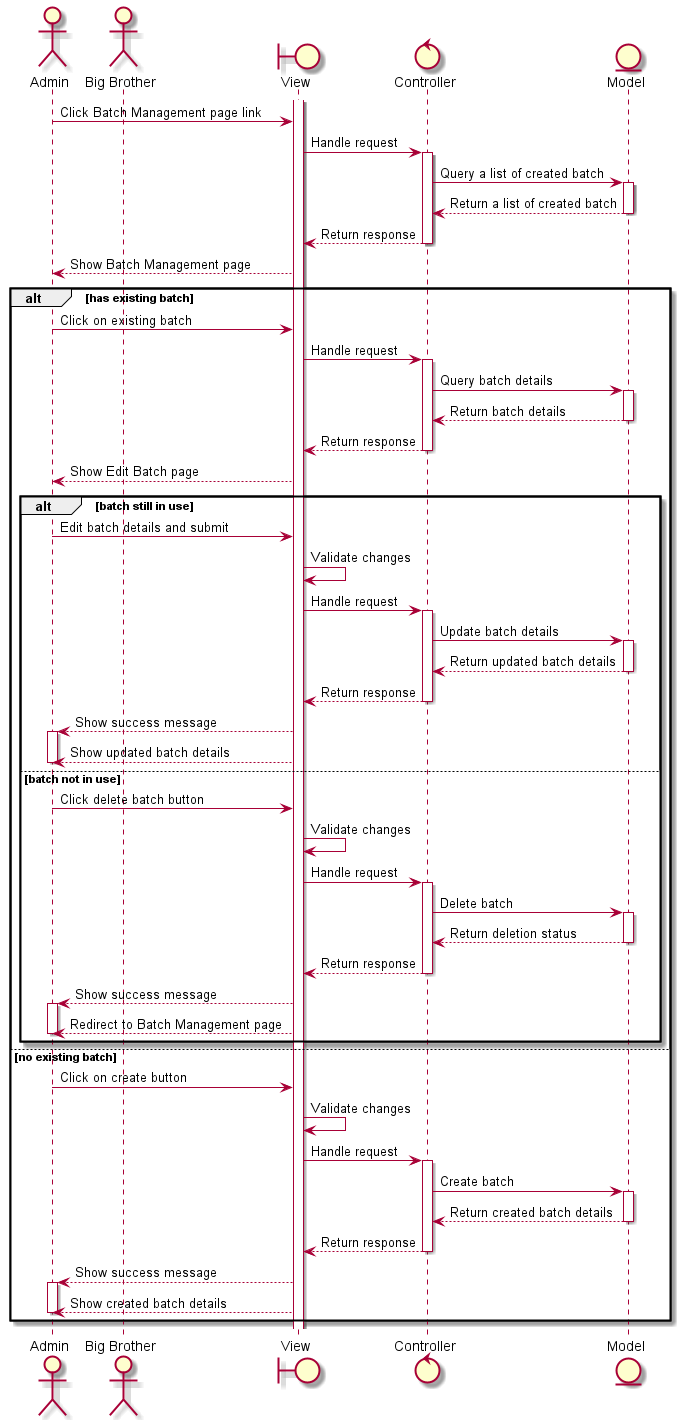 Admin
Big Brother
View
Controller
Model
Click Batch Management page link
Handle request
Query a list of created batch
Return a list of created batch
Return response
Show Batch Management page
alt [has existing batch]
Click on existing batch
Handle request
Query batch details
Return batch details
Return response
Show Edit Batch page
alt [batch still in use]
Edit batch details and submit
Validate changes
Handle request
Update batch details
Return updated batch details
Return response
Show success message
Show updated batch details
[batch not in use]
Click delete batch button
Validate changes
Handle request
Delete batch
Return deletion status
Return response
Show success message
Redirect to Batch Management page
[no existing batch]
Click on create button
Validate changes
Handle request
Create batch
Return created batch details
Return response
Show success message
Show created batch details
Admin
Big Brother
View
Controller
Model